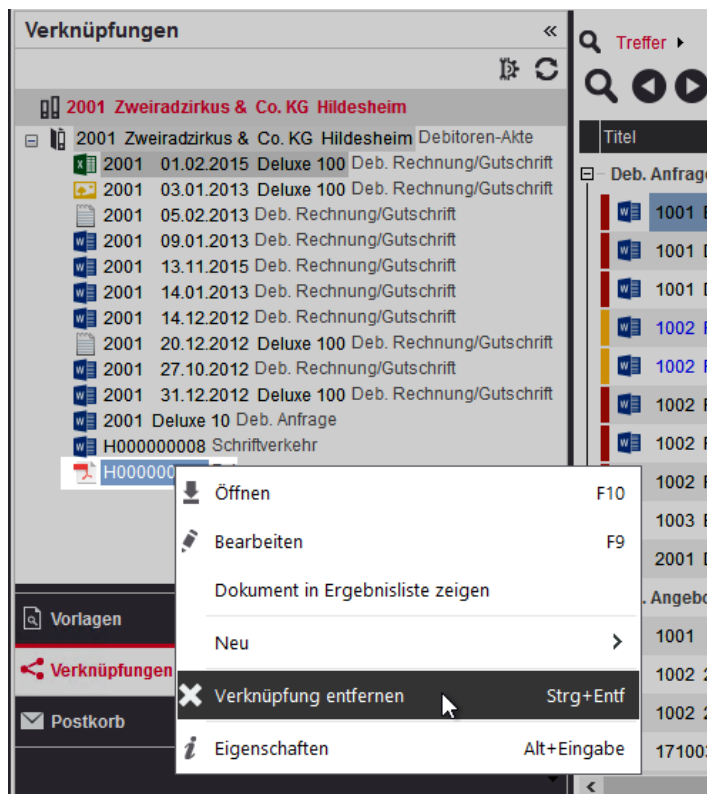 Verknüpfungen «
Treffer
2001 Zweiradzirkus & Co. KG Hildesheim
2001 Zweiradzirkus & Co. KG Hildesheim Debitoren-Akte
2001 01.02.2015 Deluxe 100 Deb. Rechnung/Gutschrift
2001 03.01.2013 Deluxe 100 Deb. Rechnung/Gutschrift
2001 05.02.2013 Deb. Rechnung/Gutschrift
2001 09.01.2013 Deb. Rechnung/Gutschrift
2001 13.11.2015 Deb. Rechnung/Gutschrift
2001 14.01.2013 Deb. Rechnung/Gutschrift
2001 14.12.2012 Deb. Rechnung/Gutschrift
2001 20.12.2012 Deluxe 100 Deb. Rechnung/Gutschrift
2001 27.10.2012 Deb. Rechnung/Gutschrift
2001 31.12.2012 Deluxe 100 Deb. Rechnung/Gutschrift
2001 Deluxe 10 Deb. Anfrage
H000000008 Schriftverkehr
H000000
Öffnen F10
Bearbeiten F9
Dokument in Ergebnisliste zeigen
Neu
Verknüpfung entfernen Strg+Entf
Eigenschaften Alt+Eingabe
Vorlagen
Verknüpfungen
Postkorb
Titel
Deb. Anfrage
1001
1001
1001
1002
1002
1002
1002
1002
1003
2001
. Angebo
1001
1002 2
1002 2
171003